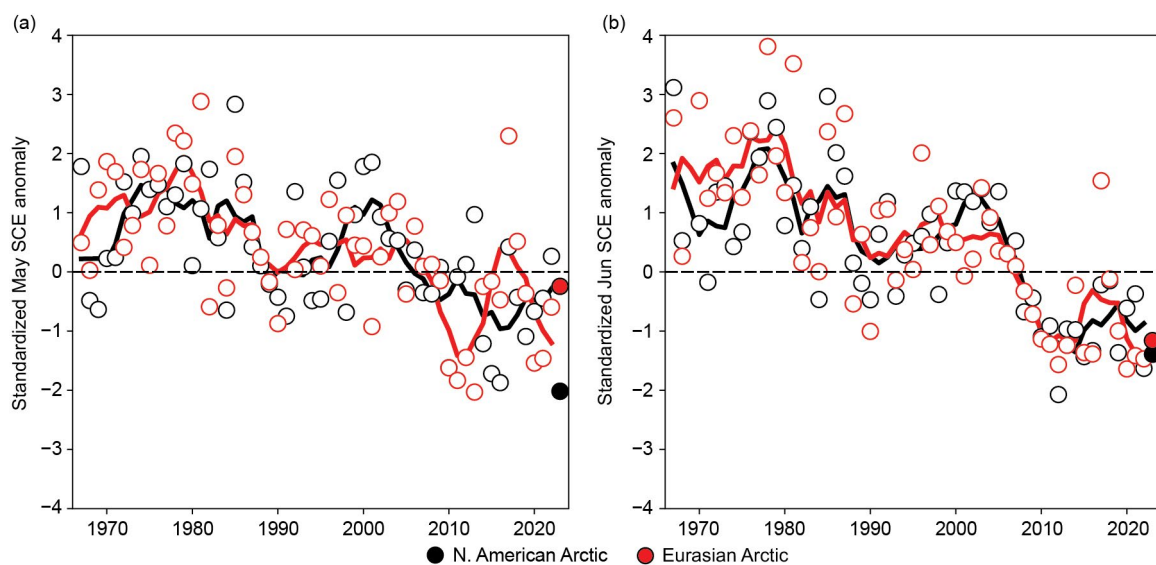 (a)
Standardized May SCE anomaly
4
3
2
1
0
−1
−2
−3
−4
1970 1980 1990 2000 2010 2020
(b)
Standardized Jun SCE anomaly
4
3
2
1
0
−1
−2
−3
−4
1970 1980 1990 2000 2010 2020
N. American Arctic Eurasian Arctic